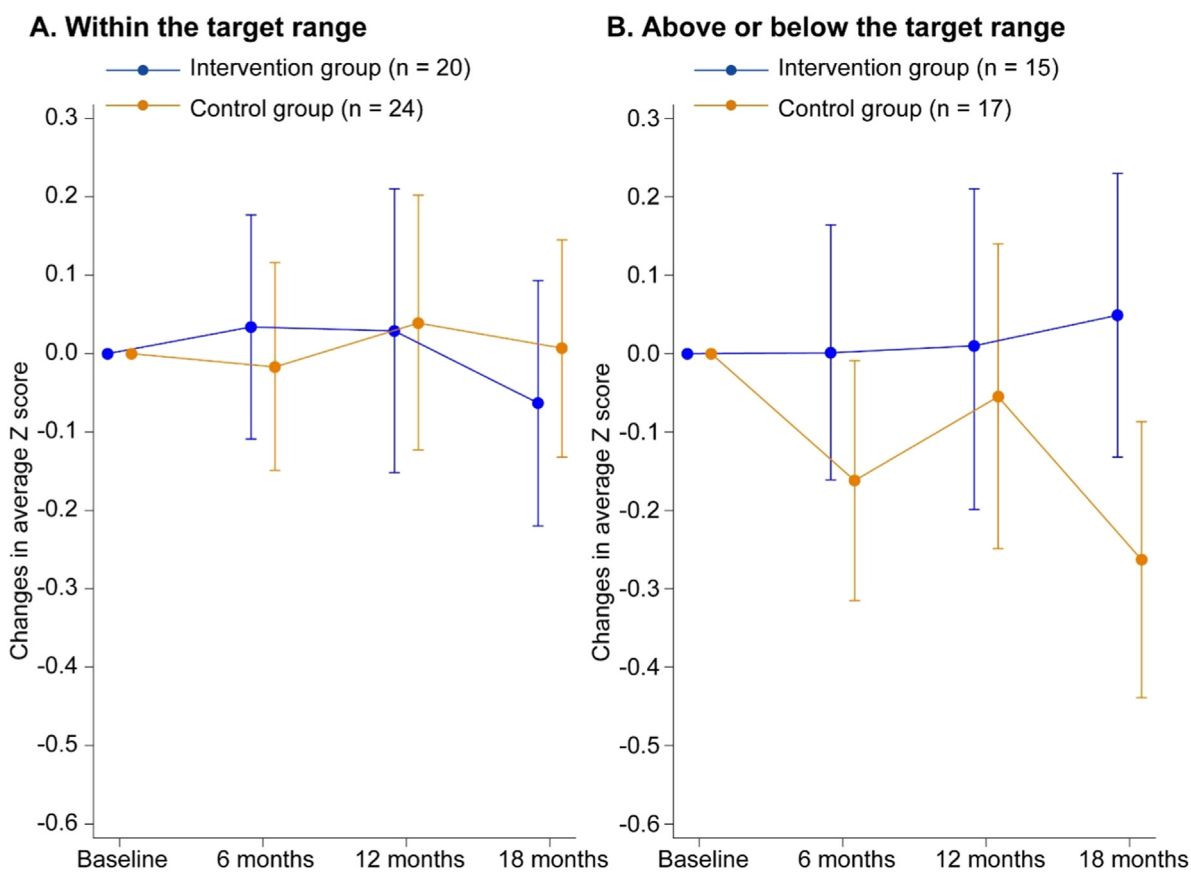 A. Within the target range
Intervention group (n = 20)
Control group (n = 24)
0.3
0.2
0.1
0.0
-0.1
-0.2
-0.3
-0.4
-0.5
-0.6
Changes in average Z score
Baseline
6 months
12 months
18 months
B. Above or below the target range
Intervention group (n = 15)
Control group (n = 17)
0.3
0.2
0.1
0.0
-0.1
-0.2
-0.3
-0.4
-0.5
-0.6
Changes in average Z score
Baseline
6 months
12 months
18 months